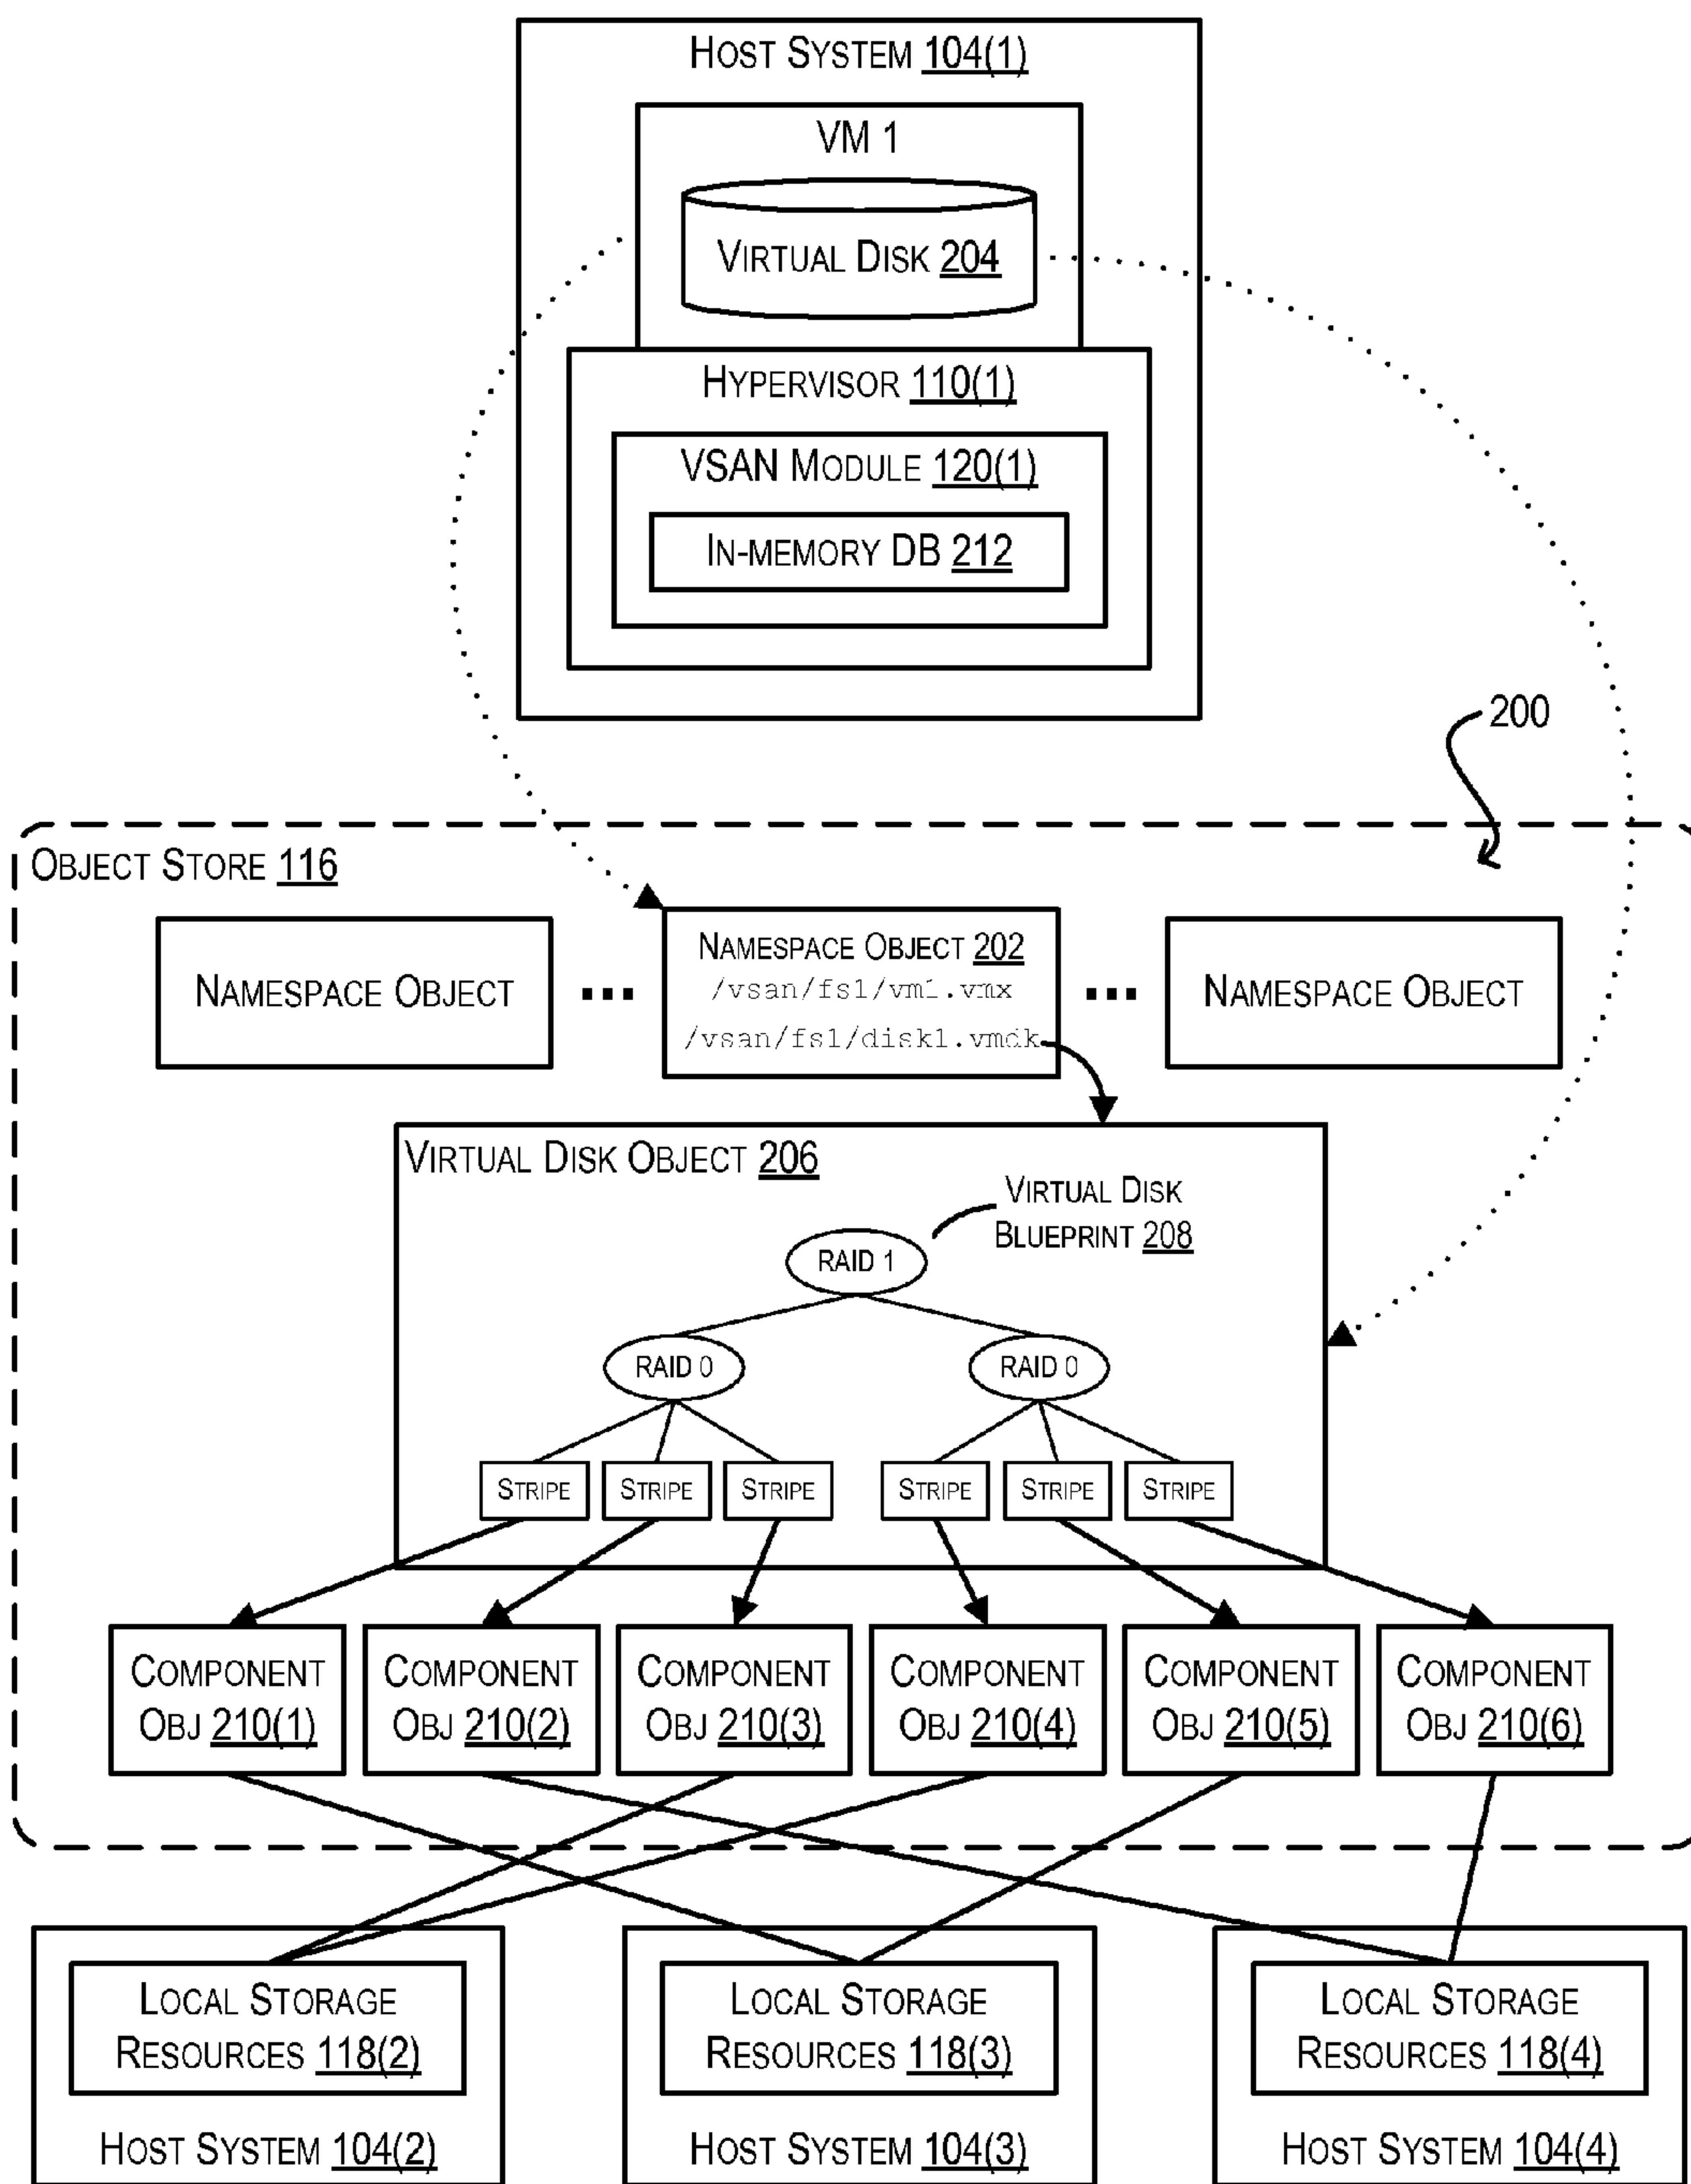 HOST SYSTEM 104(1)
VM 1
VIRTUAL DISK 204
HYPERVISOR 110(1)
VSAN MODULE 120(1)
IN-MEMORY DB 212
200
OBJECT STORE 116
NAMESPACE OBJECT
...
NAMESPACE OBJECT 202
/vsan/fs1/vm1.vmx
/vsan/fs1/disk1.vmdk
...
NAMESPACE OBJECT
VIRTUAL DISK OBJECT 206
VIRTUAL DISK
BLUEPRINT 208
RAID 1
RAID 0
RAID 0
STRIPE
STRIPE
STRIPE
STRIPE
STRIPE
STRIPE
COMPONENT
OBJ 210(1)
COMPONENT
OBJ 210(2)
COMPONENT
OBJ 210(3)
COMPONENT
OBJ 210(4)
COMPONENT
OBJ 210(5)
COMPONENT
OBJ 210(6)
LOCAL STORAGE
RESOURCES 118(2)
HOST SYSTEM 104(2)
LOCAL STORAGE
RESOURCES 118(3)
HOST SYSTEM 104(3)
LOCAL STORAGE
RESOURCES 118(4)
HOST SYSTEM 104(4)